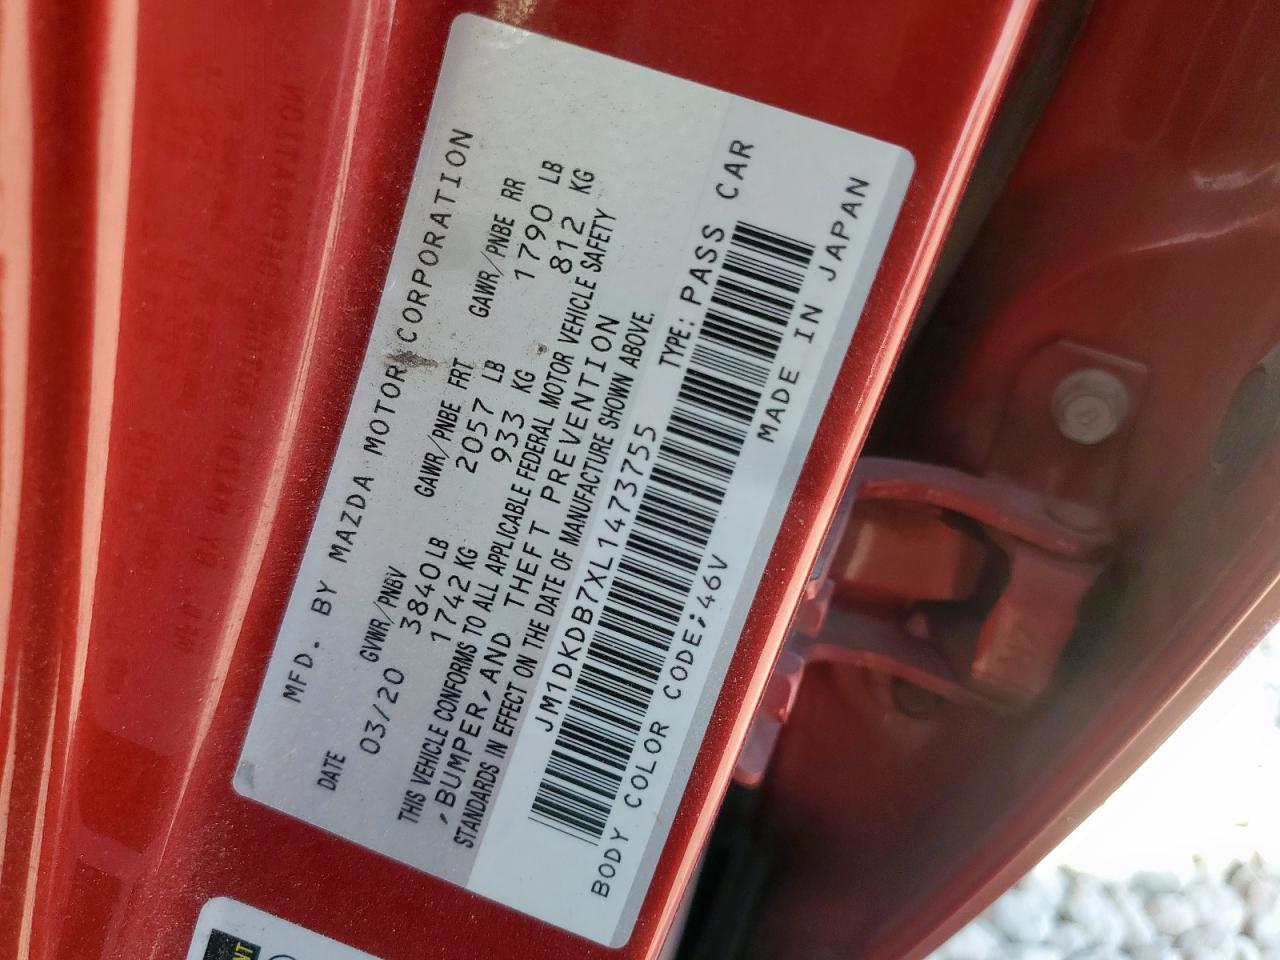 MFD. BY MAZDA MOTOR CORPORATION
DATE GVWR/PNBV GAWR/PNBE FRT GAWR/PNBE RR
03/20 3840LB 2057 LB 1790 LB
1742 KG 933 KG 812 KG
THIS VEHICLE CONFORMS TO ALL APPLICABLE FEDERAL MOTOR VEHICLE SAFETY
,BUMPER, AND THEFT PREVENTION
STANDARDS IN EFFECT ON THE DATE OF MANUFACTURE SHOWN ABOVE.
JM1DKDB7XL1473755 TYPE: PASS CAR
BODY COLOR CODE;46V MADE IN JAPAN